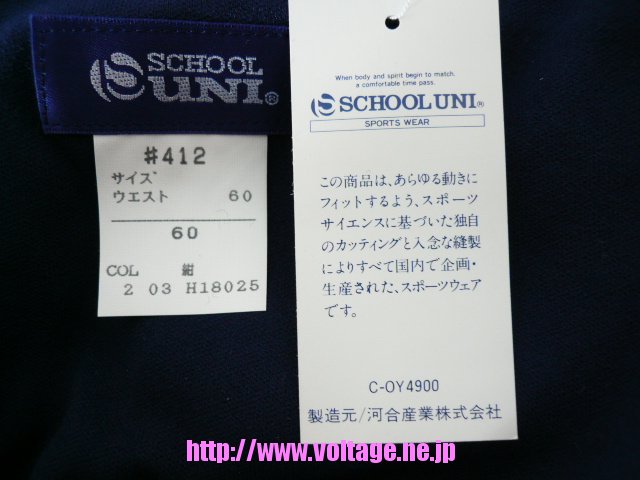 SCHOOL
UNI®
#412
サイズ
ウエスト 60
60
COL 紺
2 03 H18025
When body and spirit begin to match.
a comfortable time pass.
SCHOOL UNI®
SPORTS WEAR
この商品は、あらゆる動きに
フィットするよう、スポーツ
サイエンスに基づいた独自
のカッティングと入念な縫製
によりすべて国内で企画・
生産された、スポーツウェア
です。
C-OY4900
製造元/河合産業株式会社
http://www.voltage.ne.jp